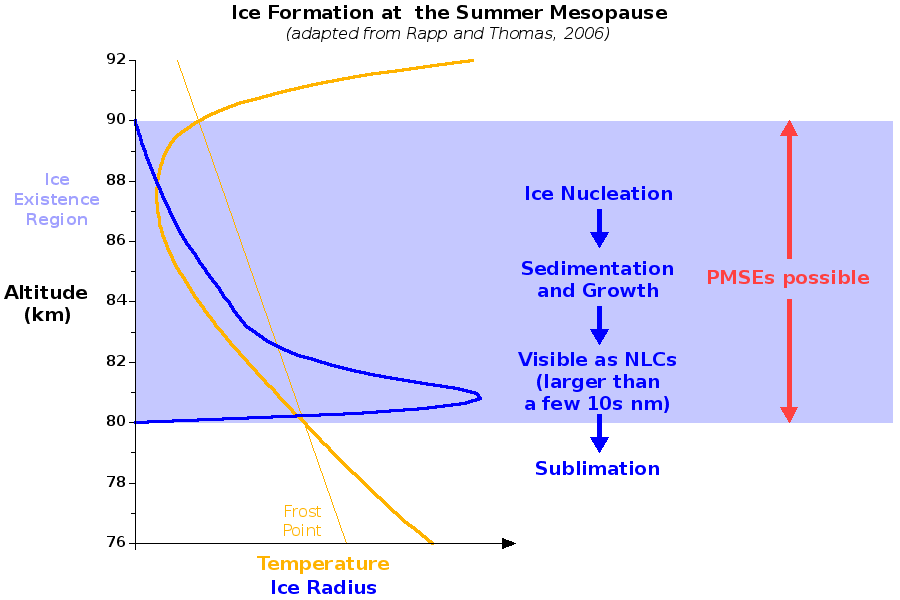 Ice Formation at  the Summer Mesopause
(adapted from Rapp and Thomas, 2006)
92
90
88
86
84
82
80
78
76
Ice
Existence
Region
Altitude
(km)
Ice Nucleation
Sedimentation
and Growth
Visible as NLCs
(larger than
a few 10s nm)
Sublimation
PMSEs possible
Frost
Point
Temperature
Ice Radius